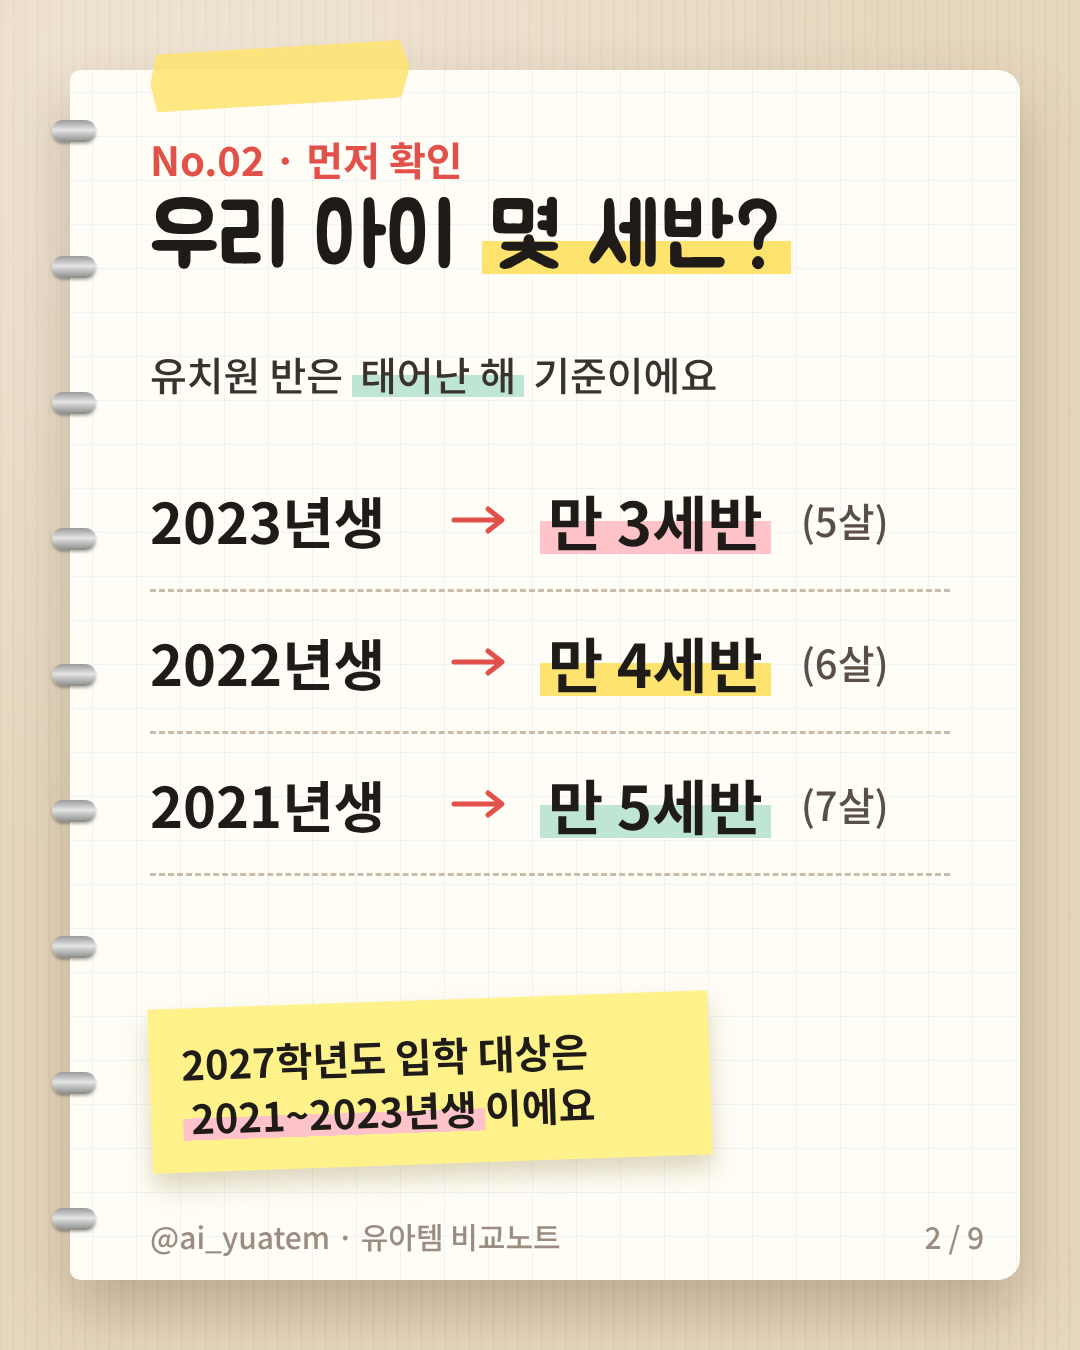 No.02 · 먼저 확인
우리 아이 몇 세반?
유치원 반은 태어난 해 기준이에요
2023년생 → 만 3세반 (5살)
2022년생 → 만 4세반 (6살)
2021년생 → 만 5세반 (7살)
2027학년도 입학 대상은
2021~2023년생 이에요
@ai_yuatem · 유아템 비교노트 2 / 9